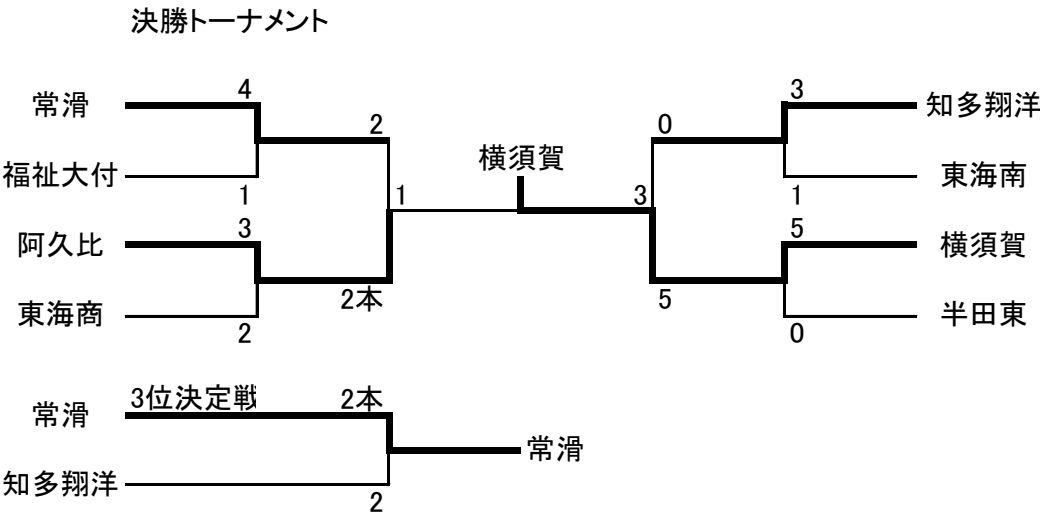 決勝トーナメント
常滑 4 3 知多翔洋
2 0
福祉大付 1 横須賀 1 東海南
1 3
阿久比 3 5 横須賀
東海商 2本 5 半田東
2 0
常滑 3位決定戦 2本
常滑
知多翔洋 2